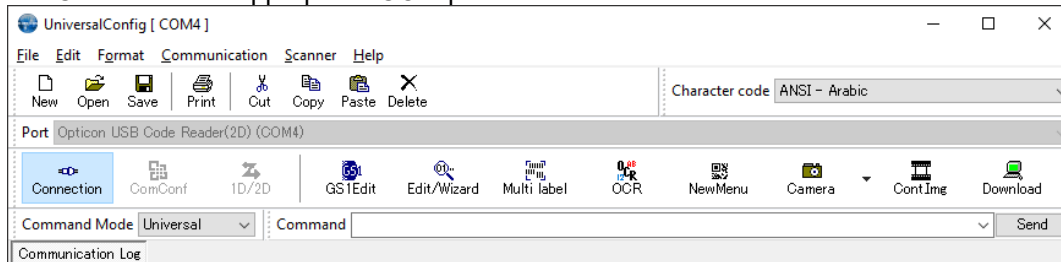 UniversalConfig [ COM4 ]
File Edit Format Communication Scanner Help
New Open Save Print Cut Copy Paste Delete Character code ANSI - Arabic
Port Opticon USB Code Reader(2D) (COM4)
Connection ComConf 1D/2D GS1Edit Edit/Wizard Multi label OCR NewMenu Camera ContImg Download
Command Mode Universal Command Send
Communication Log